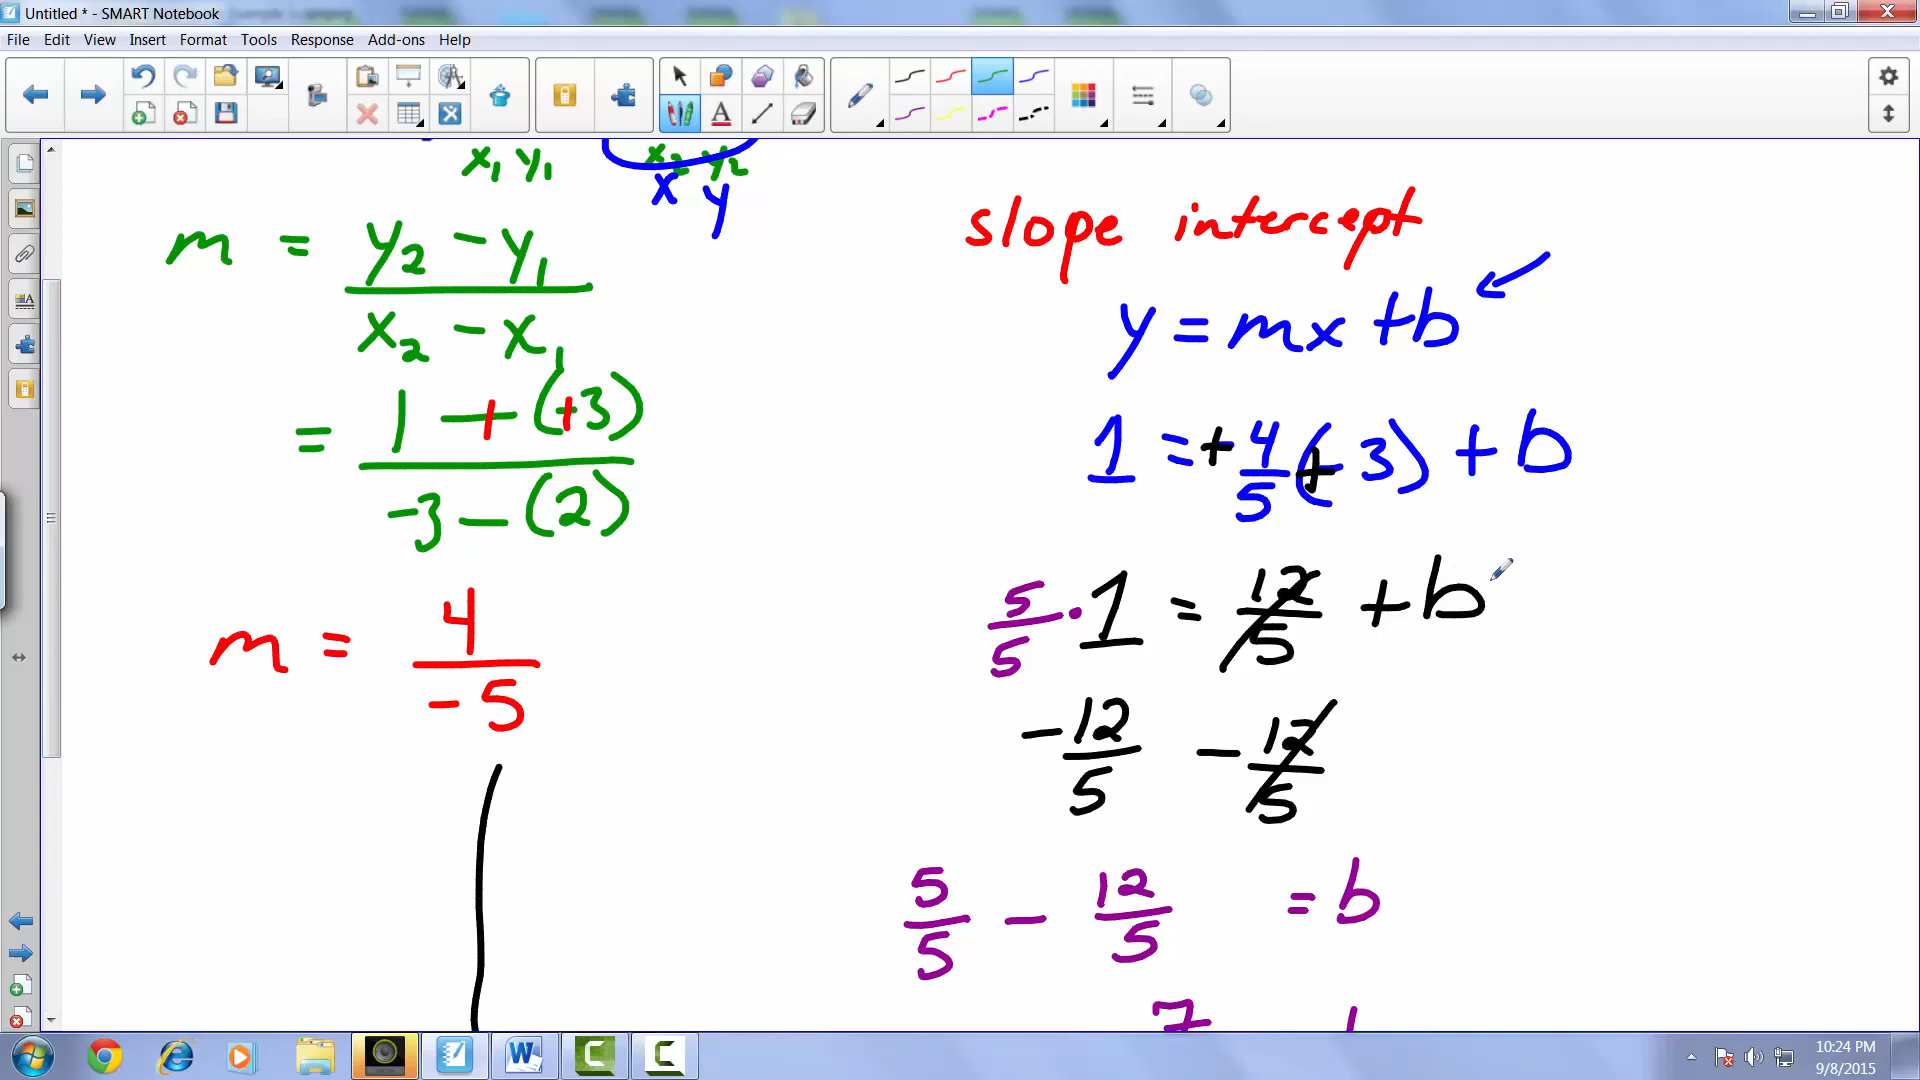 Untitled * - SMART Notebook
File Edit View Insert Format Tools Response Add-ons Help
x₁ y₁ x₂ y₂
x y
m = y₂ - y₁ / x₂ - x₁
= 1 + (+3) / -3 - (2)
m = 4 / -5
slope intercept
y = mx + b
1 = + 4/5 (+3) + b
5/5 · 1 = 12/5 + b
- 12/5 - 12/5
5/5 - 12/5 = b
7
10:24 PM
9/8/2015